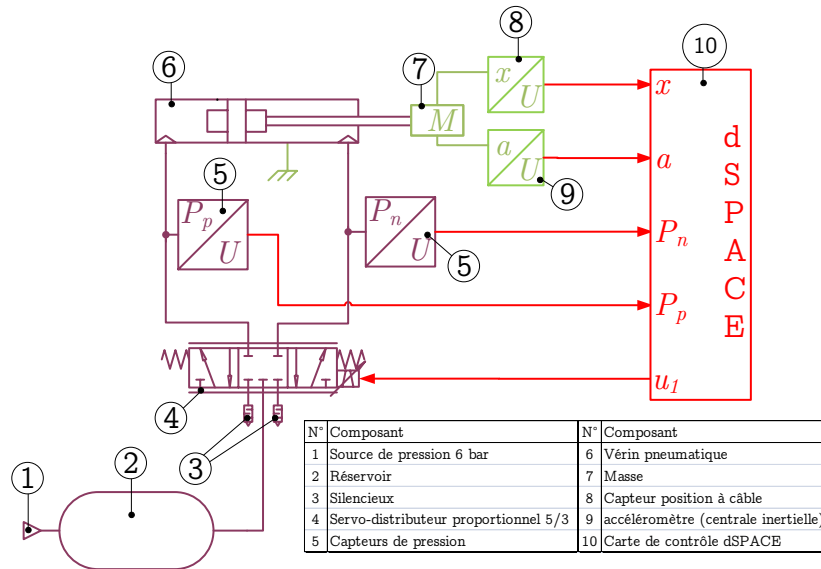 8
10
7
6
x
U
x
M
d
S
P
A
C
E
a
U
a
9
5
P_p
U
P_n
U
5
P_n
P_p
u_1
4
3
2
1
N° Composant N° Composant
1 Source de pression 6 bar 6 Vérin pneumatique
2 Réservoir 7 Masse
3 Silencieux 8 Capteur position à câble
4 Servo-distributeur proportionnel 5/3 9 accéléromètre (centrale inertielle)
5 Capteurs de pression 10 Carte de contrôle dSPACE